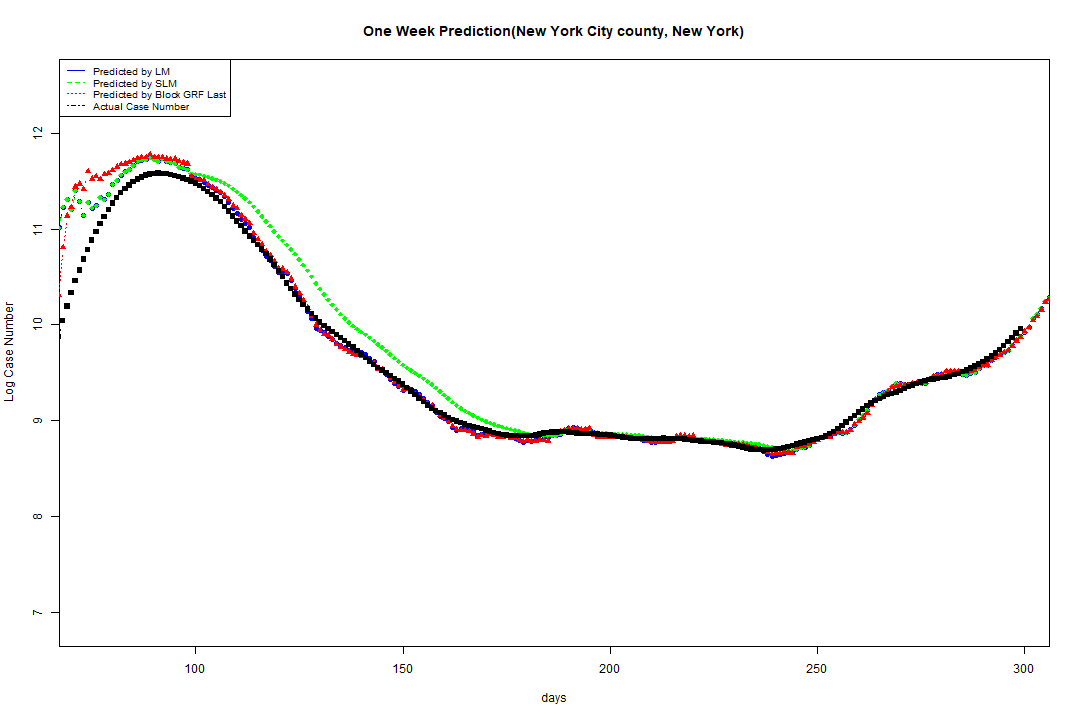 One Week Prediction(New York City county, New York)
Predicted by LM
Predicted by SLM
Predicted by Block GRF Last
Actual Case Number
12
11
10
9
8
7
Log Case Number
100 150 200 250 300
days